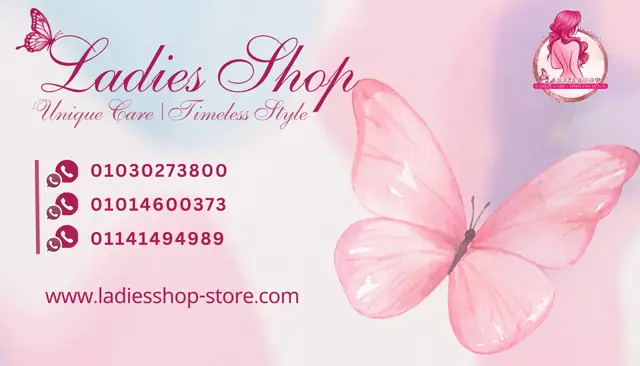 Ladies Shop
Unique Care | Timeless Style
01030273800
01014600373
01141494989
www.ladiesshop-store.com